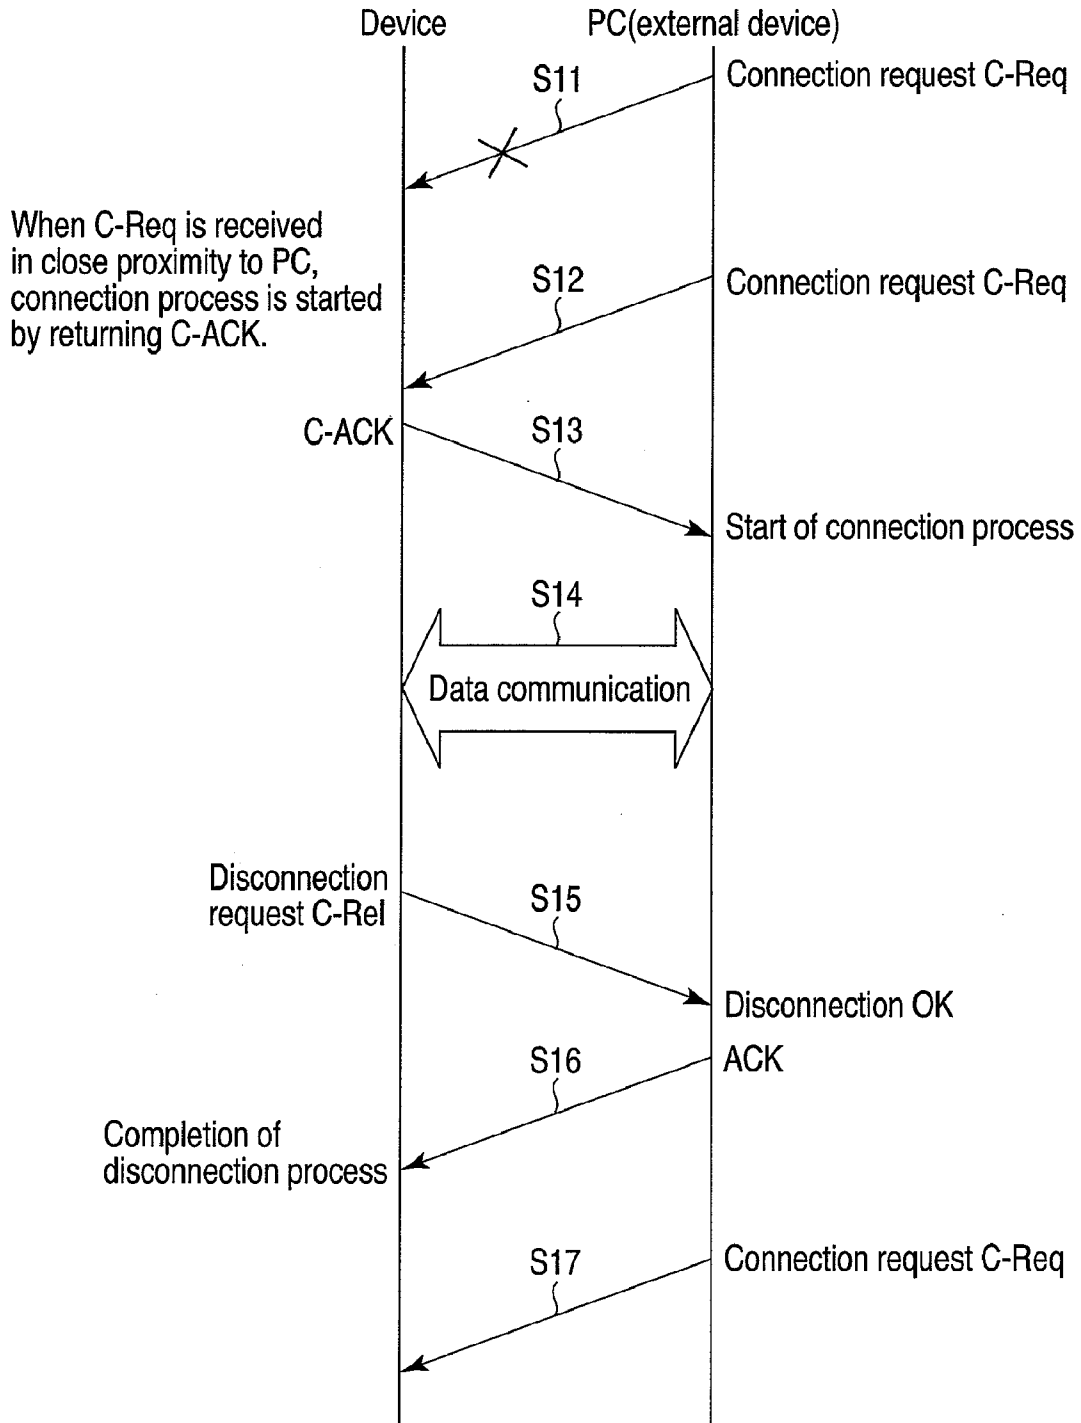 Device
PC(external device)
S11
Connection request C-Req
When C-Req is received
in close proximity to PC,
connection process is started
by returning C-ACK.
S12
Connection request C-Req
C-ACK
S13
Start of connection process
S14
Data communication
Disconnection
request C-Rel
S15
Disconnection OK
S16
ACK
Completion of
disconnection process
S17
Connection request C-Req